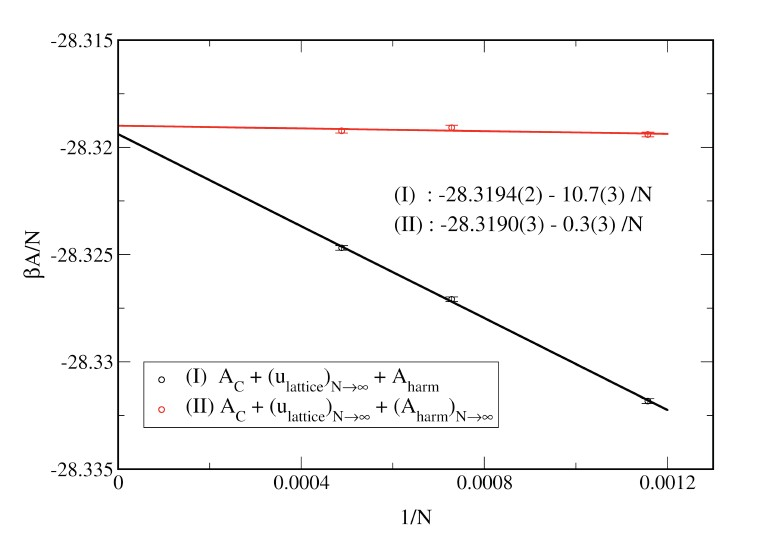 -28.315
-28.32
-28.325
-28.33
-28.335
βA/N
(I) : -28.3194(2) - 10.7(3) /N
(II) : -28.3190(3) - 0.3(3) /N
(I) A_C + (u_lattice)_N→∞ + A_harm
(II) A_C + (u_lattice)_N→∞ + (A_harm)_N→∞
0 0.0004 0.0008 0.0012
1/N